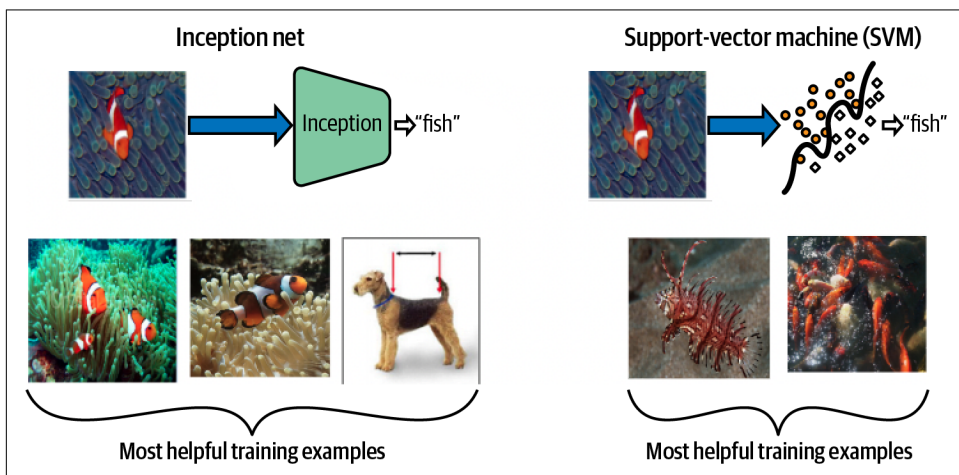 Inception net
Support-vector machine (SVM)
Inception
“fish”
“fish”
Most helpful training examples
Most helpful training examples